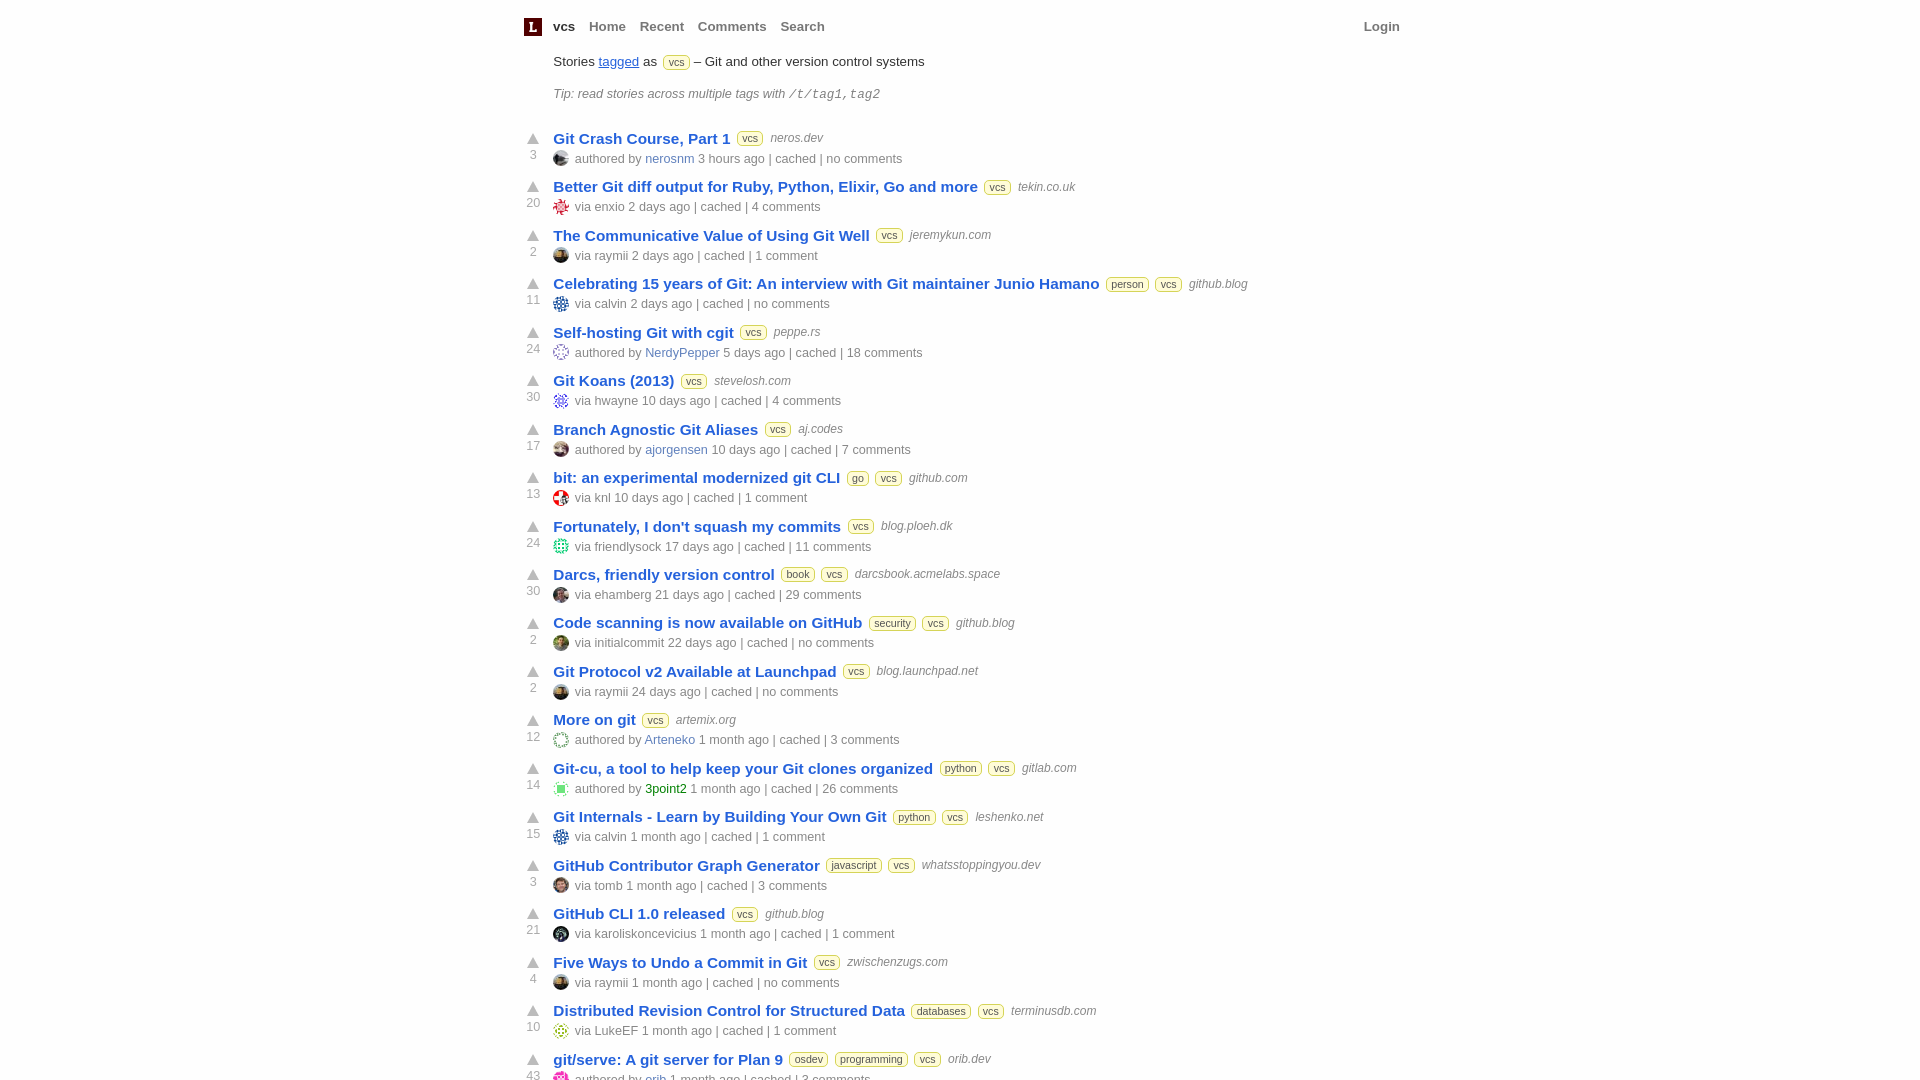 L vcs Home Recent Comments Search Login
Stories tagged as vcs – Git and other version control systems
Tip: read stories across multiple tags with /t/tag1,tag2
Git Crash Course, Part 1 vcs neros.dev
3 authored by nerosnm 3 hours ago | cached | no comments
Better Git diff output for Ruby, Python, Elixir, Go and more vcs tekin.co.uk
20 via enxio 2 days ago | cached | 4 comments
The Communicative Value of Using Git Well vcs jeremykun.com
2 via raymii 2 days ago | cached | 1 comment
Celebrating 15 years of Git: An interview with Git maintainer Junio Hamano person vcs github.blog
11 via calvin 2 days ago | cached | no comments
Self-hosting Git with cgit vcs peppe.rs
24 authored by NerdyPepper 5 days ago | cached | 18 comments
Git Koans (2013) vcs stevelosh.com
30 via hwayne 10 days ago | cached | 4 comments
Branch Agnostic Git Aliases vcs aj.codes
17 authored by ajorgensen 10 days ago | cached | 7 comments
bit: an experimental modernized git CLI go vcs github.com
13 via knl 10 days ago | cached | 1 comment
Fortunately, I don't squash my commits vcs blog.ploeh.dk
24 via friendlysock 17 days ago | cached | 11 comments
Darcs, friendly version control book vcs darcsbook.acmelabs.space
30 via ehamberg 21 days ago | cached | 29 comments
Code scanning is now available on GitHub security vcs github.blog
2 via initialcommit 22 days ago | cached | no comments
Git Protocol v2 Available at Launchpad vcs blog.launchpad.net
2 via raymii 24 days ago | cached | no comments
More on git vcs artemix.org
12 authored by Arteneko 1 month ago | cached | 3 comments
Git-cu, a tool to help keep your Git clones organized python vcs gitlab.com
14 authored by 3point2 1 month ago | cached | 26 comments
Git Internals - Learn by Building Your Own Git python vcs leshenko.net
15 via calvin 1 month ago | cached | 1 comment
GitHub Contributor Graph Generator javascript vcs whatsstoppingyou.dev
3 via tomb 1 month ago | cached | 3 comments
GitHub CLI 1.0 released vcs github.blog
21 via karoliskoncevicius 1 month ago | cached | 1 comment
Five Ways to Undo a Commit in Git vcs zwischenzugs.com
4 via raymii 1 month ago | cached | no comments
Distributed Revision Control for Structured Data databases vcs terminusdb.com
10 via LukeEF 1 month ago | cached | 1 comment
git/serve: A git server for Plan 9 osdev programming vcs orib.dev
43 authored by orib 1 month ago | cached | 3 comments